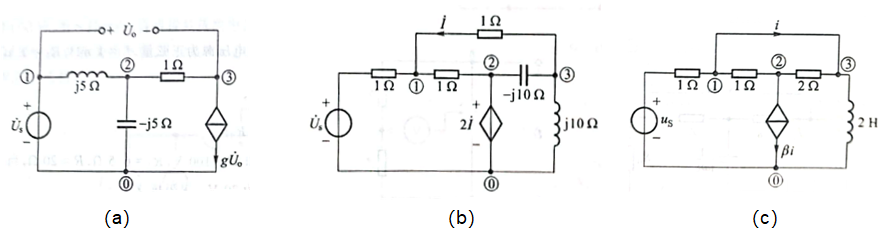 + U̇ₒ −
① ② ③
j5 Ω 1 Ω
+ U̇ₛ −
−j5 Ω
gU̇ₒ
⓪
(a)
1 Ω
İ
① ② ③
1 Ω 1 Ω −j10 Ω
+ U̇ₛ −
+ 2İ −
j10 Ω
⓪
(b)
i
① ② ③
1 Ω 1 Ω 2 Ω
+ uS −
βi
2 H
⓪
(c)